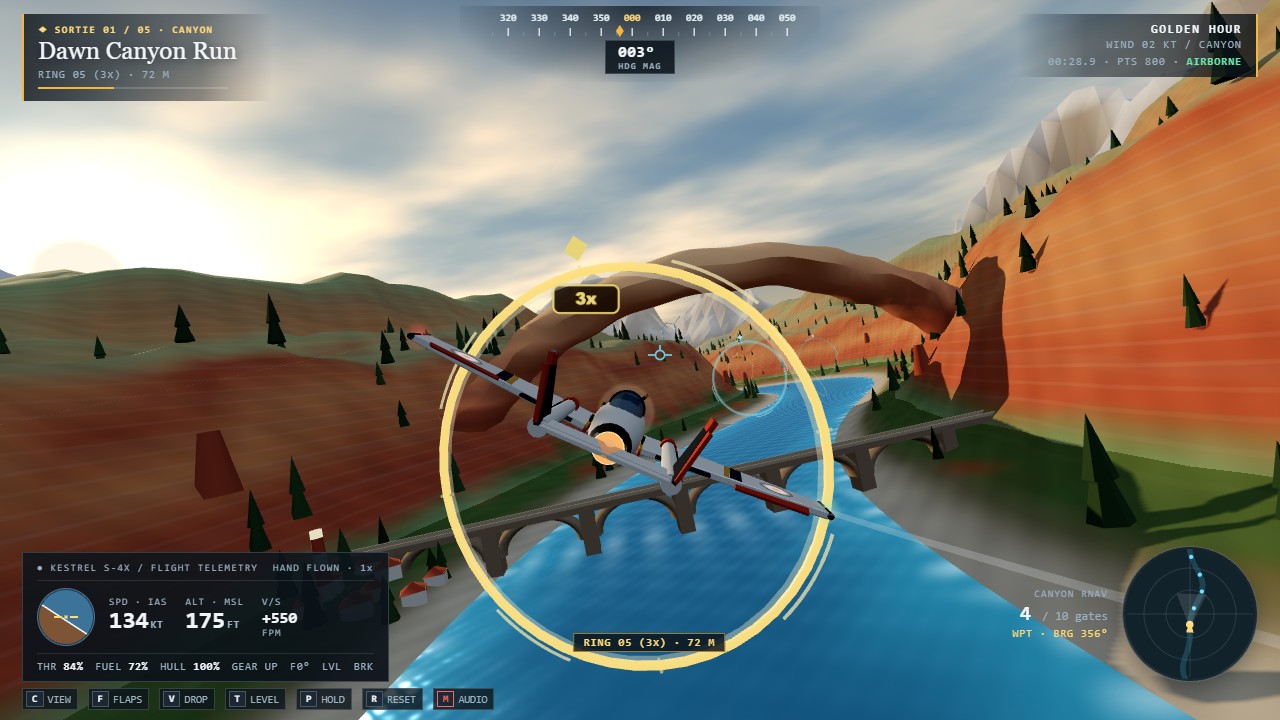 ◆ SORTIE 01 / 05 · CANYON
Dawn Canyon Run
RING 05 (3x) · 72 M
320 330 340 350 000 010 020 030 040 050
003°
HDG MAG
GOLDEN HOUR
WIND 02 KT / CANYON
00:28.9 · PTS 800 · AIRBORNE
3x
RING 05 (3x) · 72 M
● KESTREL S-4X / FLIGHT TELEMETRY HAND FLOWN · 1x
SPD · IAS ALT · MSL V/S
134 KT 175 FT +550 FPM
THR 84% FUEL 72% HULL 100% GEAR UP F0° LVL BRK
C VIEW F FLAPS V DROP T LEVEL P HOLD R RESET M AUDIO
CANYON RNAV
4 / 10 gates
WPT · BRG 356°